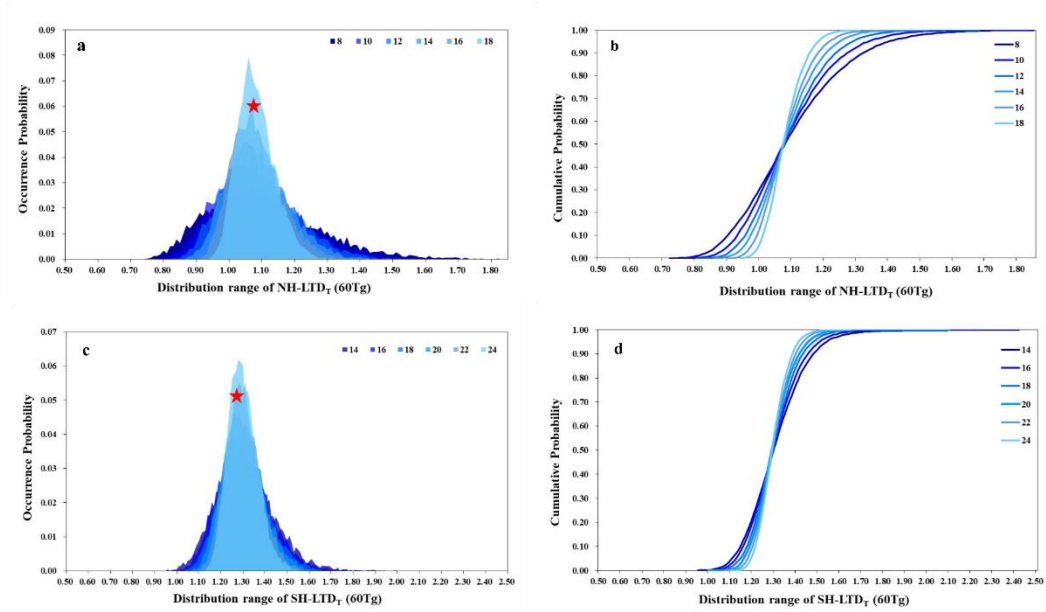 a
8 10 12 14 16 18
Occurrence Probability
0.09
0.08
0.07
0.06
0.05
0.04
0.03
0.02
0.01
0.00
0.50 0.60 0.70 0.80 0.90 1.00 1.10 1.20 1.30 1.40 1.50 1.60 1.70 1.80
Distribution range of NH-LTD_T (60Tg)
b
8
10
12
14
16
18
Cumulative Probability
1.00
0.90
0.80
0.70
0.60
0.50
0.40
0.30
0.20
0.10
0.00
0.50 0.60 0.70 0.80 0.90 1.00 1.10 1.20 1.30 1.40 1.50 1.60 1.70 1.80
Distribution range of NH-LTD_T (60Tg)
c
14 16 18 20 22 24
Occurrence Probability
0.07
0.06
0.05
0.04
0.03
0.02
0.01
0.00
0.50 0.60 0.70 0.80 0.90 1.00 1.10 1.20 1.30 1.40 1.50 1.60 1.70 1.80 1.90 2.00 2.10 2.20 2.30 2.40 2.50
Distribution range of SH-LTD_T (60Tg)
d
14
16
18
20
22
24
Cumulative Probability
1.00
0.90
0.80
0.70
0.60
0.50
0.40
0.30
0.20
0.10
0.00
0.50 0.60 0.70 0.80 0.90 1.00 1.10 1.20 1.30 1.40 1.50 1.60 1.70 1.80 1.90 2.00 2.10 2.20 2.30 2.40 2.50
Distribution range of SH-LTD_T (60Tg)